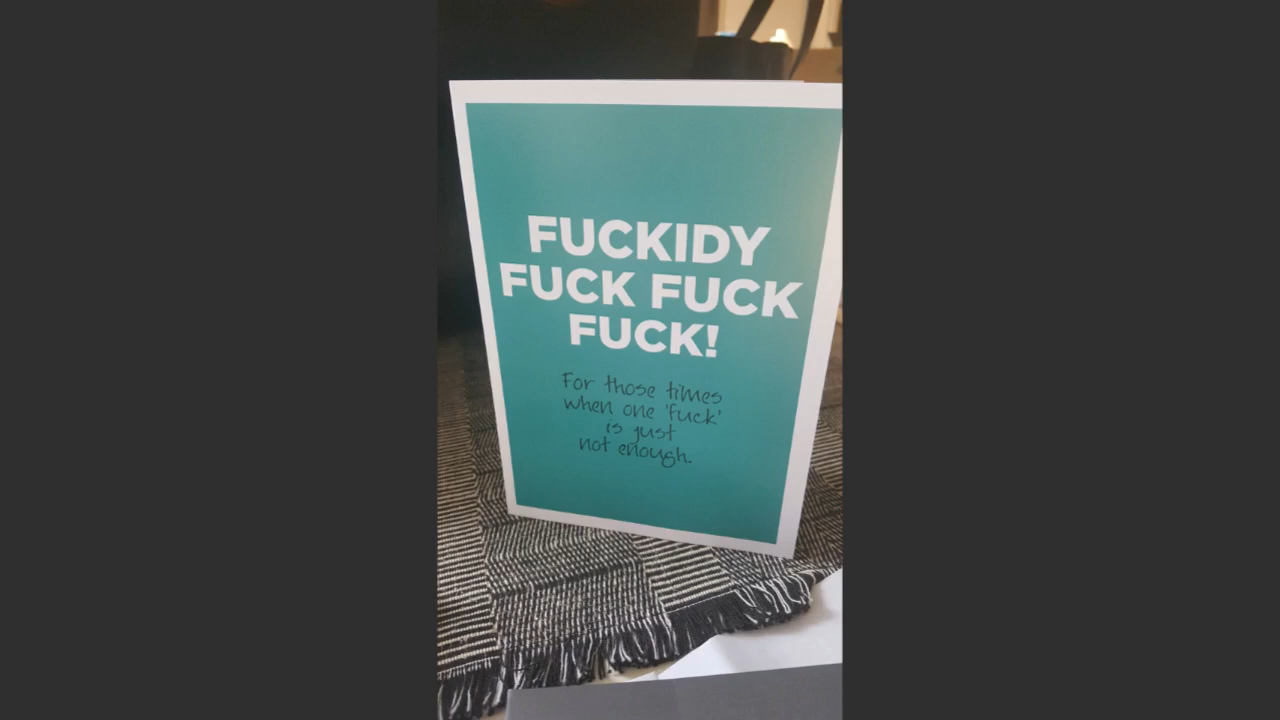 FUCKIDY
FUCK FUCK
FUCK!
For those times
when one 'fuck'
is just
not enough.